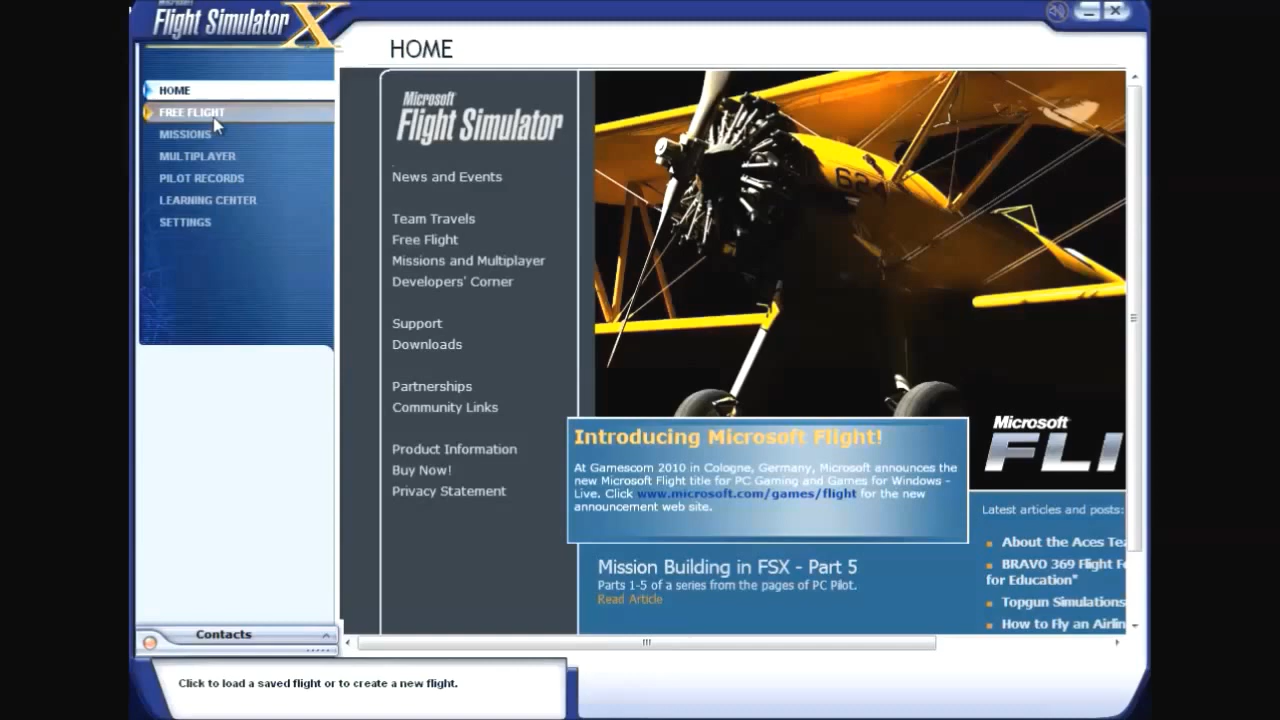 Microsoft
Flight Simulator X
HOME
HOME
FREE FLIGHT
MISSIONS
MULTIPLAYER
PILOT RECORDS
LEARNING CENTER
SETTINGS
Microsoft
Flight Simulator
News and Events
Team Travels
Free Flight
Missions and Multiplayer
Developers' Corner
Support
Downloads
Partnerships
Community Links
Product Information
Buy Now!
Privacy Statement
624
Introducing Microsoft Flight!
At Gamescom 2010 in Cologne, Germany, Microsoft announces the
new Microsoft Flight title for PC Gaming and Games for Windows -
Live. Click www.microsoft.com/games/flight for the new
announcement web site.
Microsoft
FLI
Mission Building in FSX - Part 5
Parts 1-5 of a series from the pages of PC Pilot.
Read Article
Latest articles and posts:
About the Aces Tea
BRAVO 369 Flight F
for Education"
Topgun Simulations
How to Fly an Airlin
Contacts
Click to load a saved flight or to create a new flight.